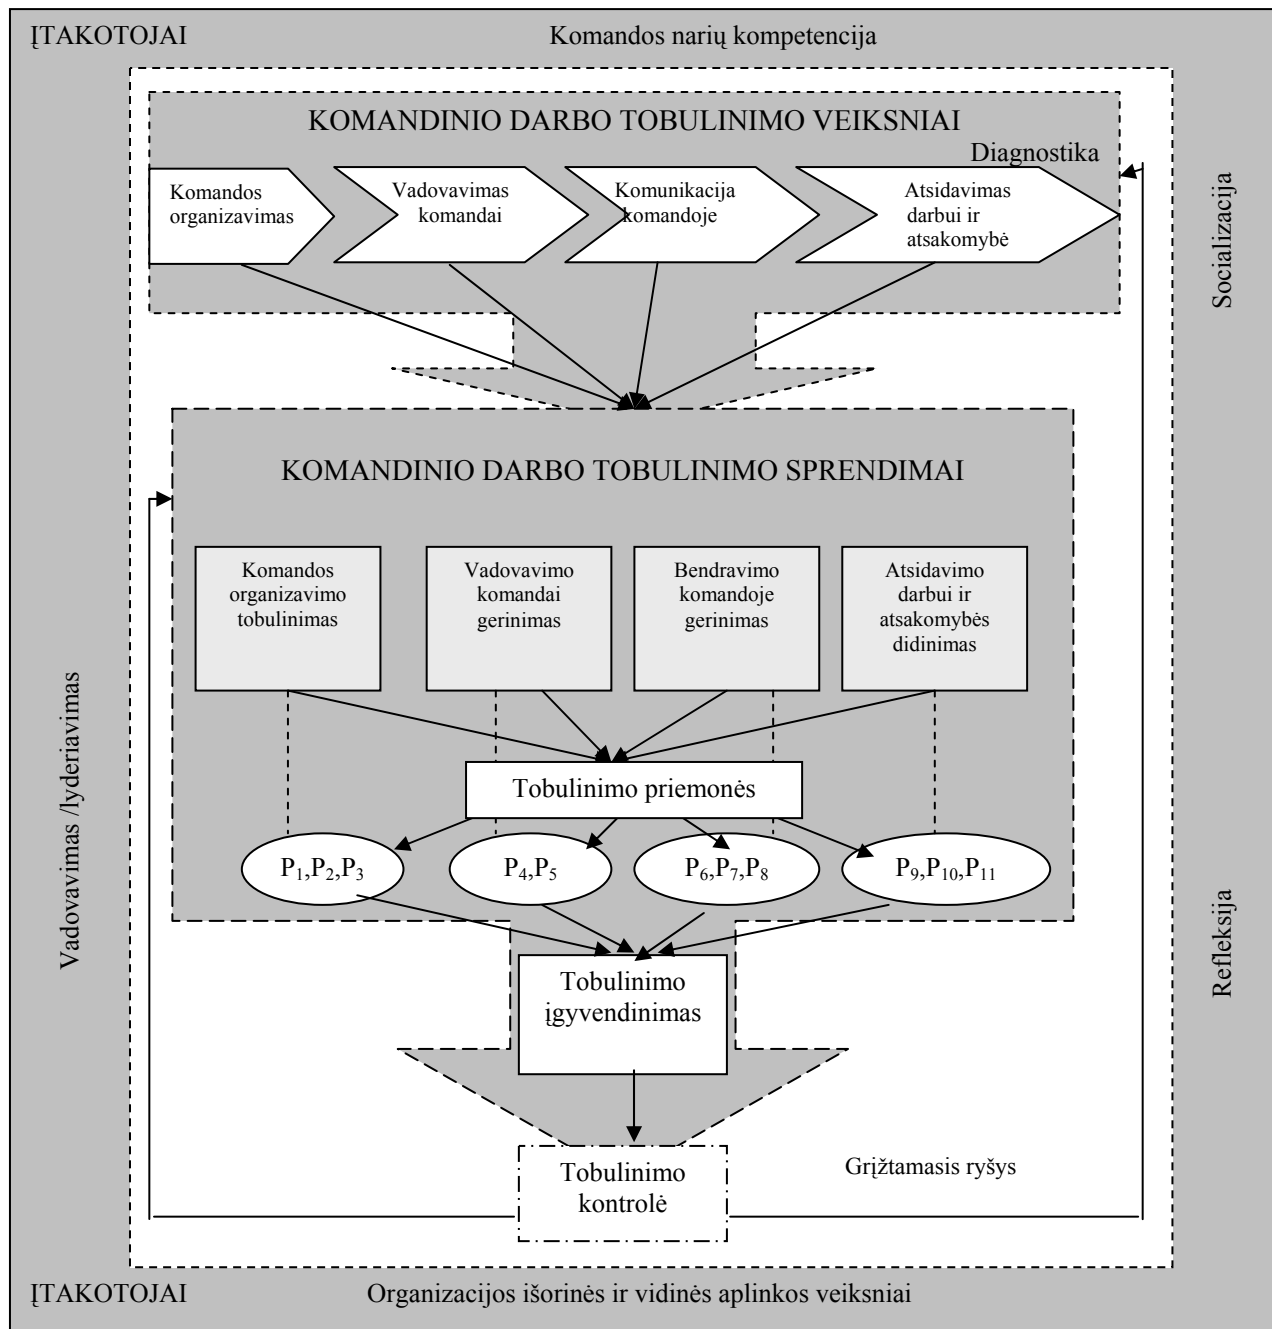 ĮTAKOTOJAI
Komandos narių kompetencija
KOMANDINIO DARBO TOBULINIMO VEIKSNIAI
Diagnostika
Komandos
organizavimas
Vadovavimas
komandai
Komunikacija
komandoje
Atsidavimas
darbui ir
atsakomybė
Socializacija
KOMANDINIO DARBO TOBULINIMO SPRENDIMAI
Komandos
organizavimo
tobulinimas
Vadovavimo
komandai
gerinimas
Bendravimo
komandoje
gerinimas
Atsidavimo
darbui ir
atsakomybės
didinimas
Vadovavimas /lyderiavimas
Tobulinimo priemonės
P₁,P₂,P₃
P₄,P₅
P₆,P₇,P₈
P₉,P₁₀,P₁₁
Refleksija
Tobulinimo
įgyvendinimas
Tobulinimo
kontrolė
Grįžtamasis ryšys
ĮTAKOTOJAI
Organizacijos išorinės ir vidinės aplinkos veiksniai